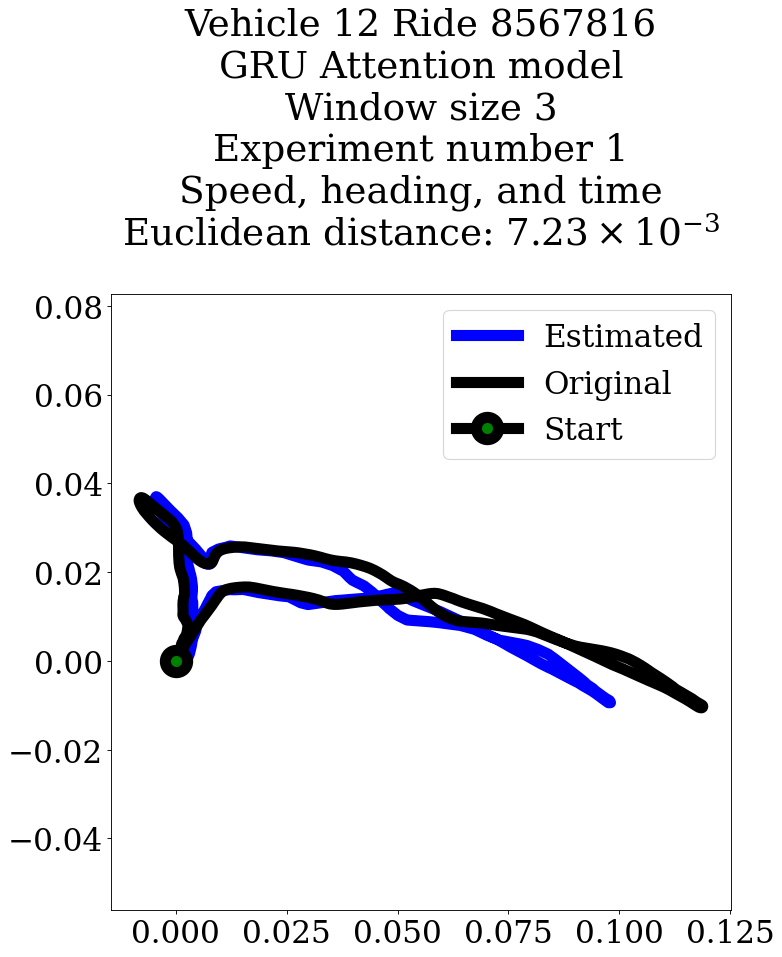 Vehicle 12 Ride 8567816
GRU Attention model
Window size 3
Experiment number 1
Speed, heading, and time
Euclidean distance: 7.23 × 10⁻³
0.08
0.06
0.04
0.02
0.00
−0.02
−0.04
Estimated
Original
Start
0.000 0.025 0.050 0.075 0.100 0.125